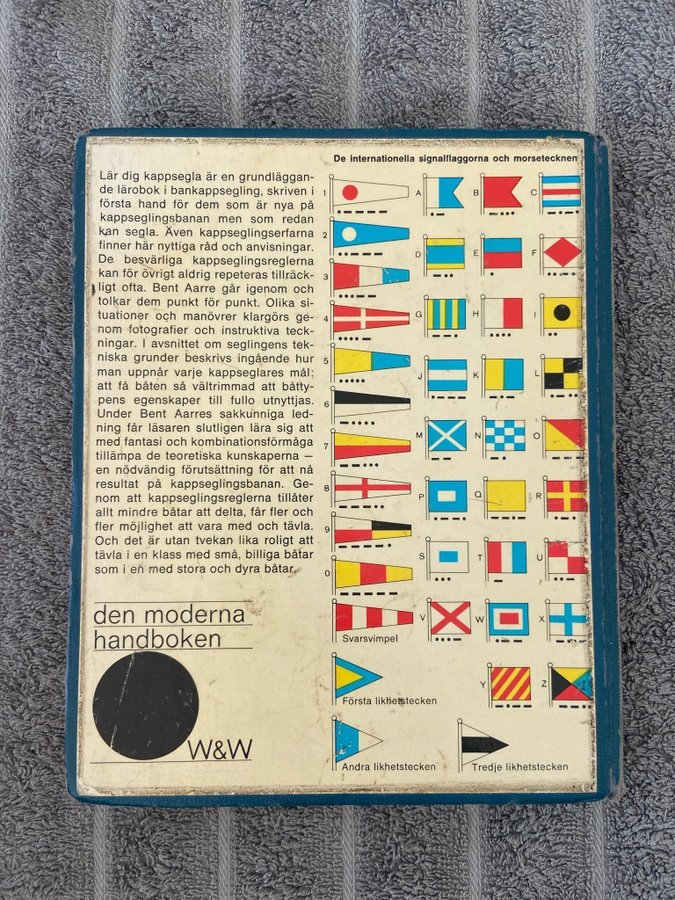 De internationella signalflaggorna och morsetecknen
Lär dig kappsegla är en grundläggan-
de lärobok i bankappsegling, skriven i
första hand för dem som är nya på
kappseglingsbanan men som redan
kan segla. Även kappseglingserfarna
finner här nyttiga råd och anvisningar.
De besvärliga kappseglingsreglerna
kan för övrigt aldrig repeteras tillräck-
ligt ofta. Bent Aarre går igenom och
tolkar dem punkt för punkt. Olika si-
tuationer och manövrer klargörs ge-
nom fotografier och instruktiva teck-
ningar. I avsnittet om seglingens tek-
niska grunder beskrivs ingående hur
man uppnår varje kappseglares mål:
att få båten så vältrimmad att båtty-
pens egenskaper till fullo utnyttjas.
Under Bent Aarres sakkunniga led-
ning får läsaren slutligen lära sig att
med fantasi och kombinationsförmåga
tillämpa de teoretiska kunskaperna –
en nödvändig förutsättning för att nå
resultat på kappseglingsbanan. Ge-
nom att kappseglingsreglerna tillåter
allt mindre båtar att delta, får fler och
fler möjlighet att vara med och tävla.
Och det är utan tvekan lika roligt att
tävla i en klass med små, billiga båtar
som i en med stora och dyra båtar.
den moderna
handboken
W&W
1 A B C
2 D E F
3
4 G H I
5 J K L
6
7 M N O
8 P Q R
9 S T U
0
Svarsvimpel V W X
Första likhetstecken Y Z
Andra likhetstecken Tredje likhetstecken